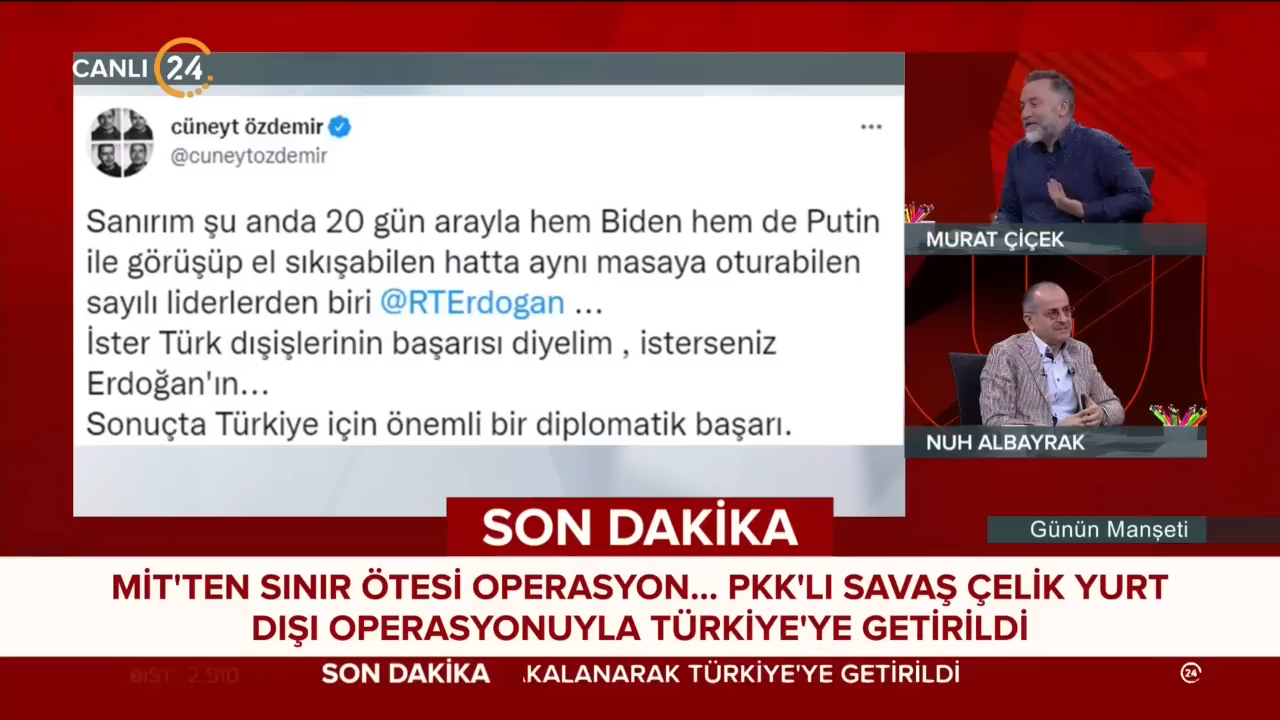 CANLI 24
cüneyt özdemir
@cuneytozdemir
Sanırım şu anda 20 gün arayla hem Biden hem de Putin
ile görüşüp el sıkışabilen hatta aynı masaya oturabilen
sayılı liderlerden biri @RTErdogan ...
İster Türk dışişlerinin başarısı diyelim , isterseniz
Erdoğan'ın...
Sonuçta Türkiye için önemli bir diplomatik başarı.
MURAT ÇİÇEK
NUH ALBAYRAK
Günün Manşeti
SON DAKİKA
MİT'TEN SINIR ÖTESİ OPERASYON... PKK'LI SAVAŞ ÇELİK YURT
DIŞI OPERASYONUYLA TÜRKİYE'YE GETİRİLDİ
BIST 2.510
SON DAKİKA
KALANARAK TÜRKİYE'YE GETİRİLDİ
24